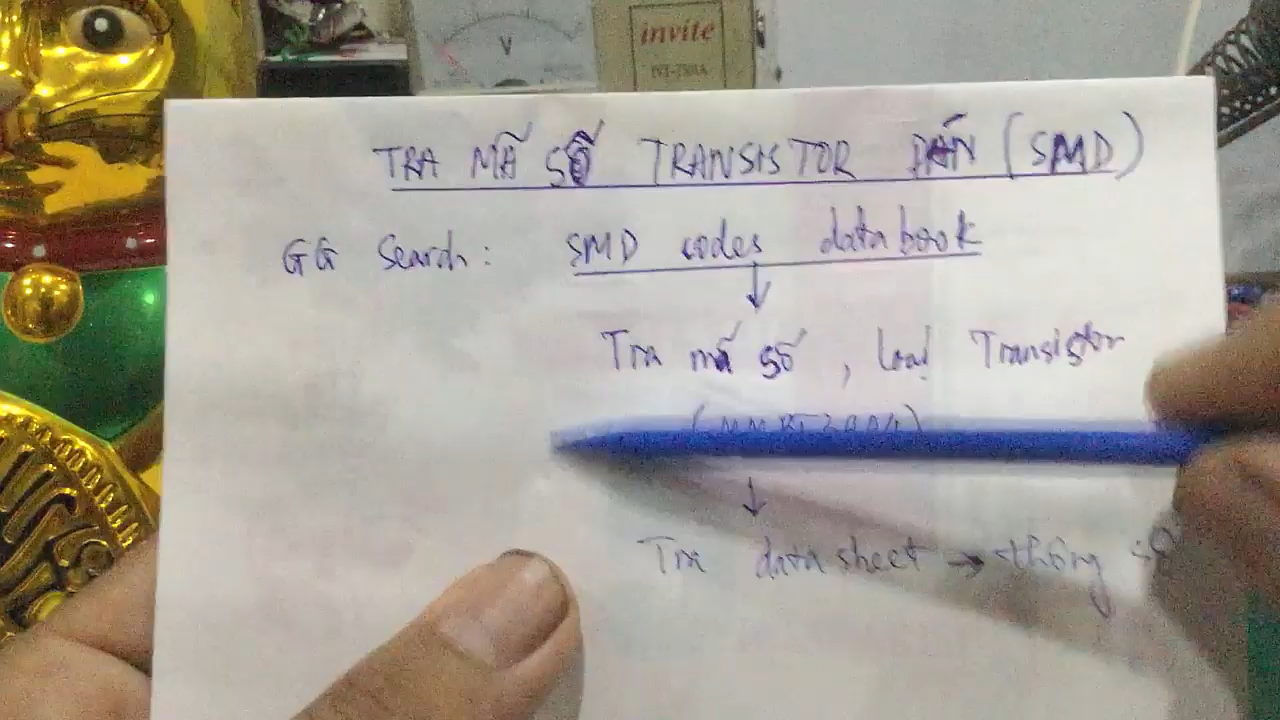 V
invite
TRA MÃ SỐ TRANSISTOR DÁN (SMD)
GG Search: SMD codes databook
Tra mã số, loại Transistor
Tra datasheet → thông số